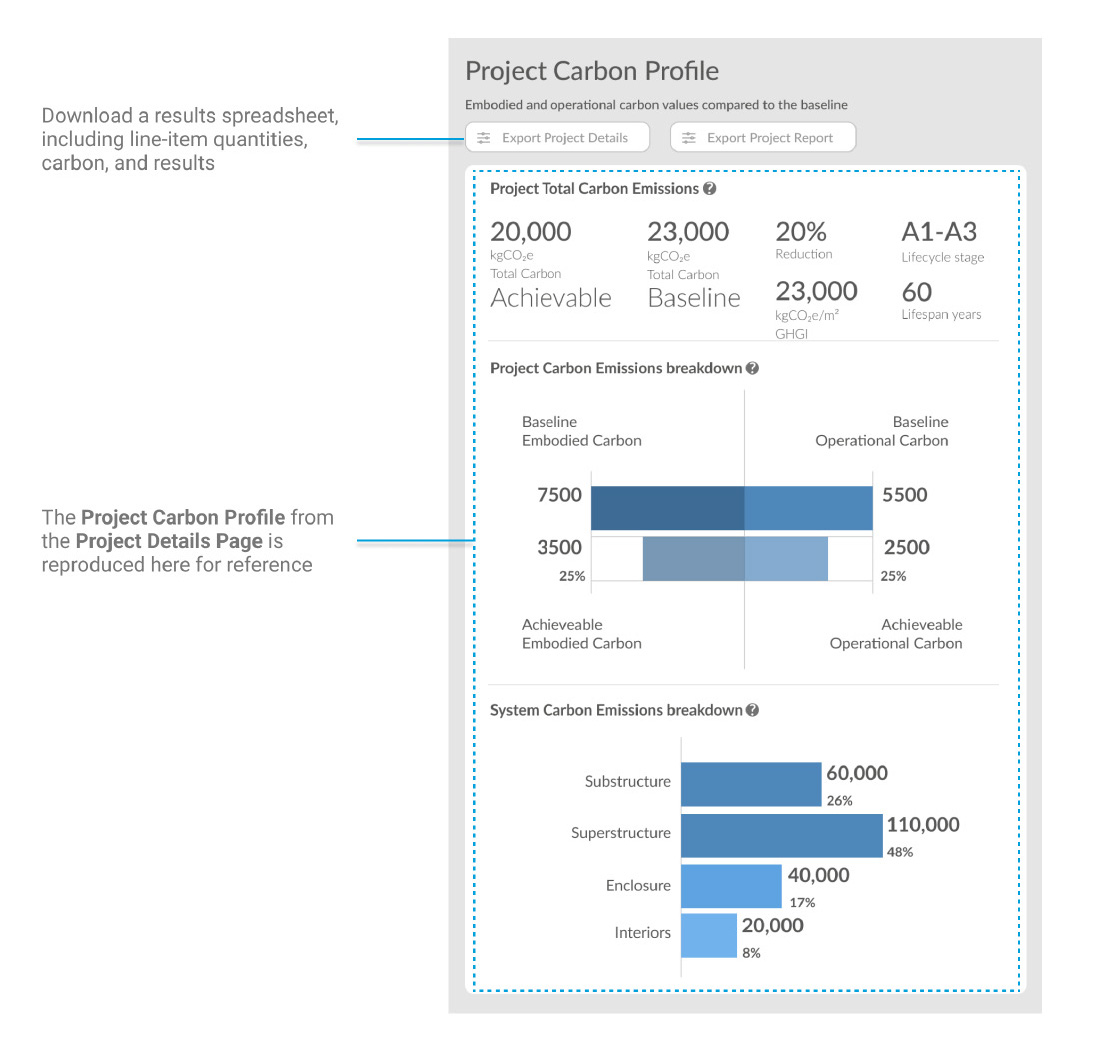 Download a results spreadsheet,
including line-item quantities,
carbon, and results
The Project Carbon Profile from
the Project Details Page is
reproduced here for reference
Project Carbon Profile
Embodied and operational carbon values compared to the baseline
Export Project Details
Export Project Report
Project Total Carbon Emissions ?
20,000
kgCO₂e
Total Carbon
Achievable
23,000
kgCO₂e
Total Carbon
Baseline
20%
Reduction
23,000
kgCO₂e/m²
GHGI
A1-A3
Lifecycle stage
60
Lifespan years
Project Carbon Emissions breakdown ?
Baseline
Embodied Carbon
Baseline
Operational Carbon
7500
5500
3500
25%
2500
25%
Achieveable
Embodied Carbon
Achieveable
Operational Carbon
System Carbon Emissions breakdown ?
Substructure
60,000
26%
Superstructure
110,000
48%
Enclosure
40,000
17%
Interiors
20,000
8%